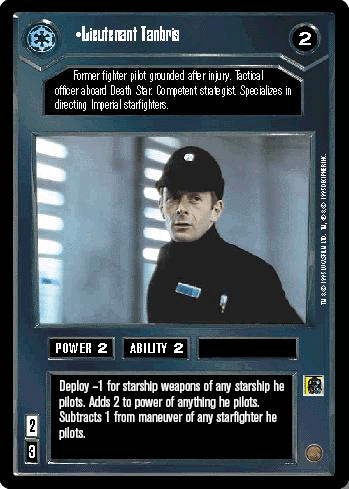 •Lieutenant Tanbris
2
Former fighter pilot grounded after injury. Tactical
officer aboard Death Star. Competent strategist. Specializes in
directing Imperial starfighters.
POWER 2 ABILITY 2
Deploy -1 for starship weapons of any starship he
pilots. Adds 2 to power of anything he pilots.
Subtracts 1 from maneuver of any starfighter he
pilots.
2
3